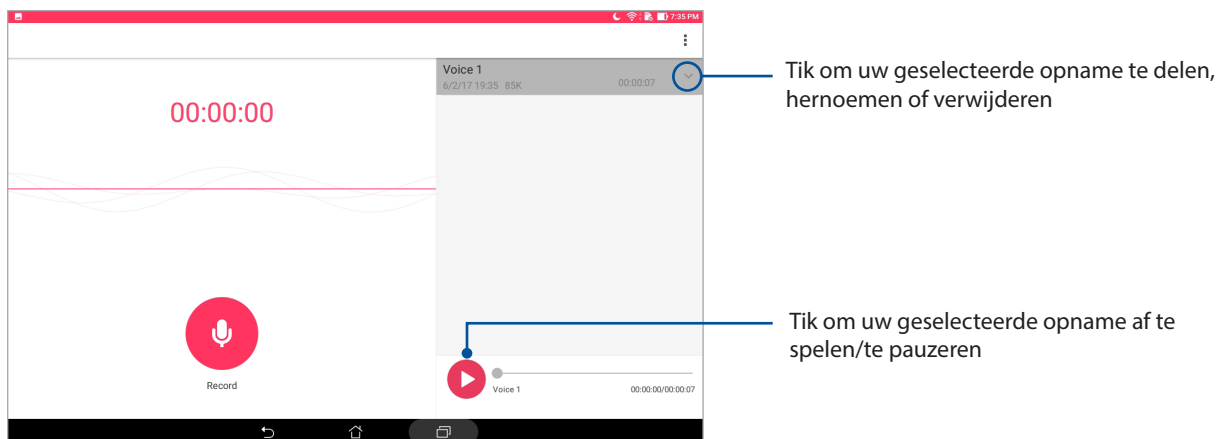 7:35 PM
Voice 1
6/2/17 19:35 85K 00:00:07
Tik om uw geselecteerde opname te delen,
hernoemen of verwijderen
00:00:00
Tik om uw geselecteerde opname af te
spelen/te pauzeren
Record
Voice 1 00:00:00/00:00:07